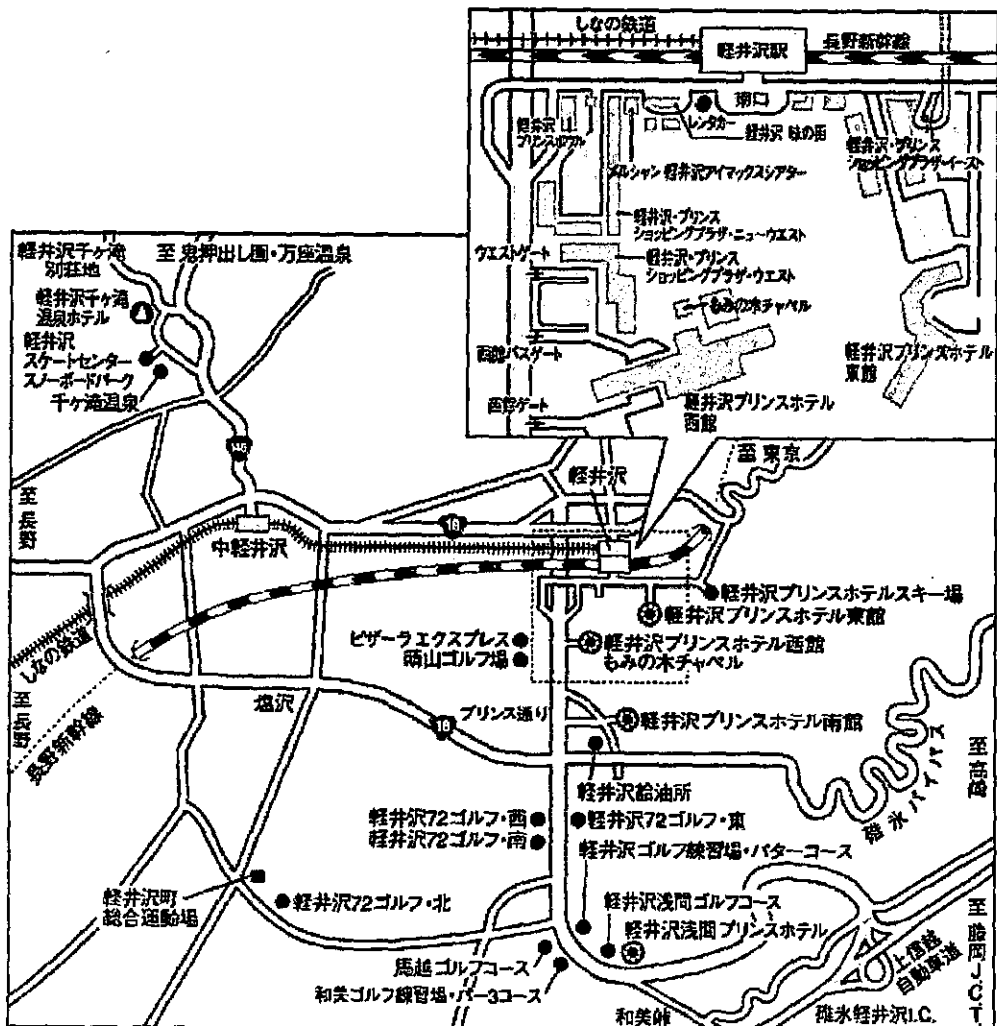 しなの鉄道
軽井沢駅
長野新幹線
南口
レンタカー
軽井沢 味の街
軽井沢
プリンスホテル
軽井沢・プリンス
ショッピングプラザ・イースト
メルシャン 軽井沢アイマックスシアター
軽井沢・プリンス
ショッピングプラザ・ニューウエスト
ウエストゲート
軽井沢・プリンス
ショッピングプラザ・ウエスト
もみの木チャペル
西館バスゲート
軽井沢プリンスホテル
東館
西館ゲート
軽井沢プリンスホテル
西館
軽井沢千ヶ滝
別荘地
至 鬼押出し園・万座温泉
軽井沢千ヶ滝
温泉ホテル
軽井沢
スケートセンター
スノーボードパーク
千ヶ滝温泉
146
至 東京
至 長野
軽井沢
18
中軽井沢
軽井沢プリンスホテルスキー場
軽井沢プリンスホテル東館
しなの鉄道
ピザーラエクスプレス
晴山ゴルフ場
軽井沢プリンスホテル西館
もみの木チャペル
至 長野
長野新幹線
塩沢
18
プリンス通り
軽井沢プリンスホテル南館
碓氷バイパス
至 高崎
軽井沢給油所
軽井沢72ゴルフ・西
軽井沢72ゴルフ・東
軽井沢72ゴルフ・南
軽井沢ゴルフ練習場・パターコース
軽井沢町
総合運動場
軽井沢72ゴルフ・北
軽井沢浅間ゴルフコース
軽井沢浅間プリンスホテル
馬越ゴルフコース
和美ゴルフ練習場・パー3コース
和美峠
上信越
自動車道
碓氷軽井沢I.C.
至 藤岡J.C.T.